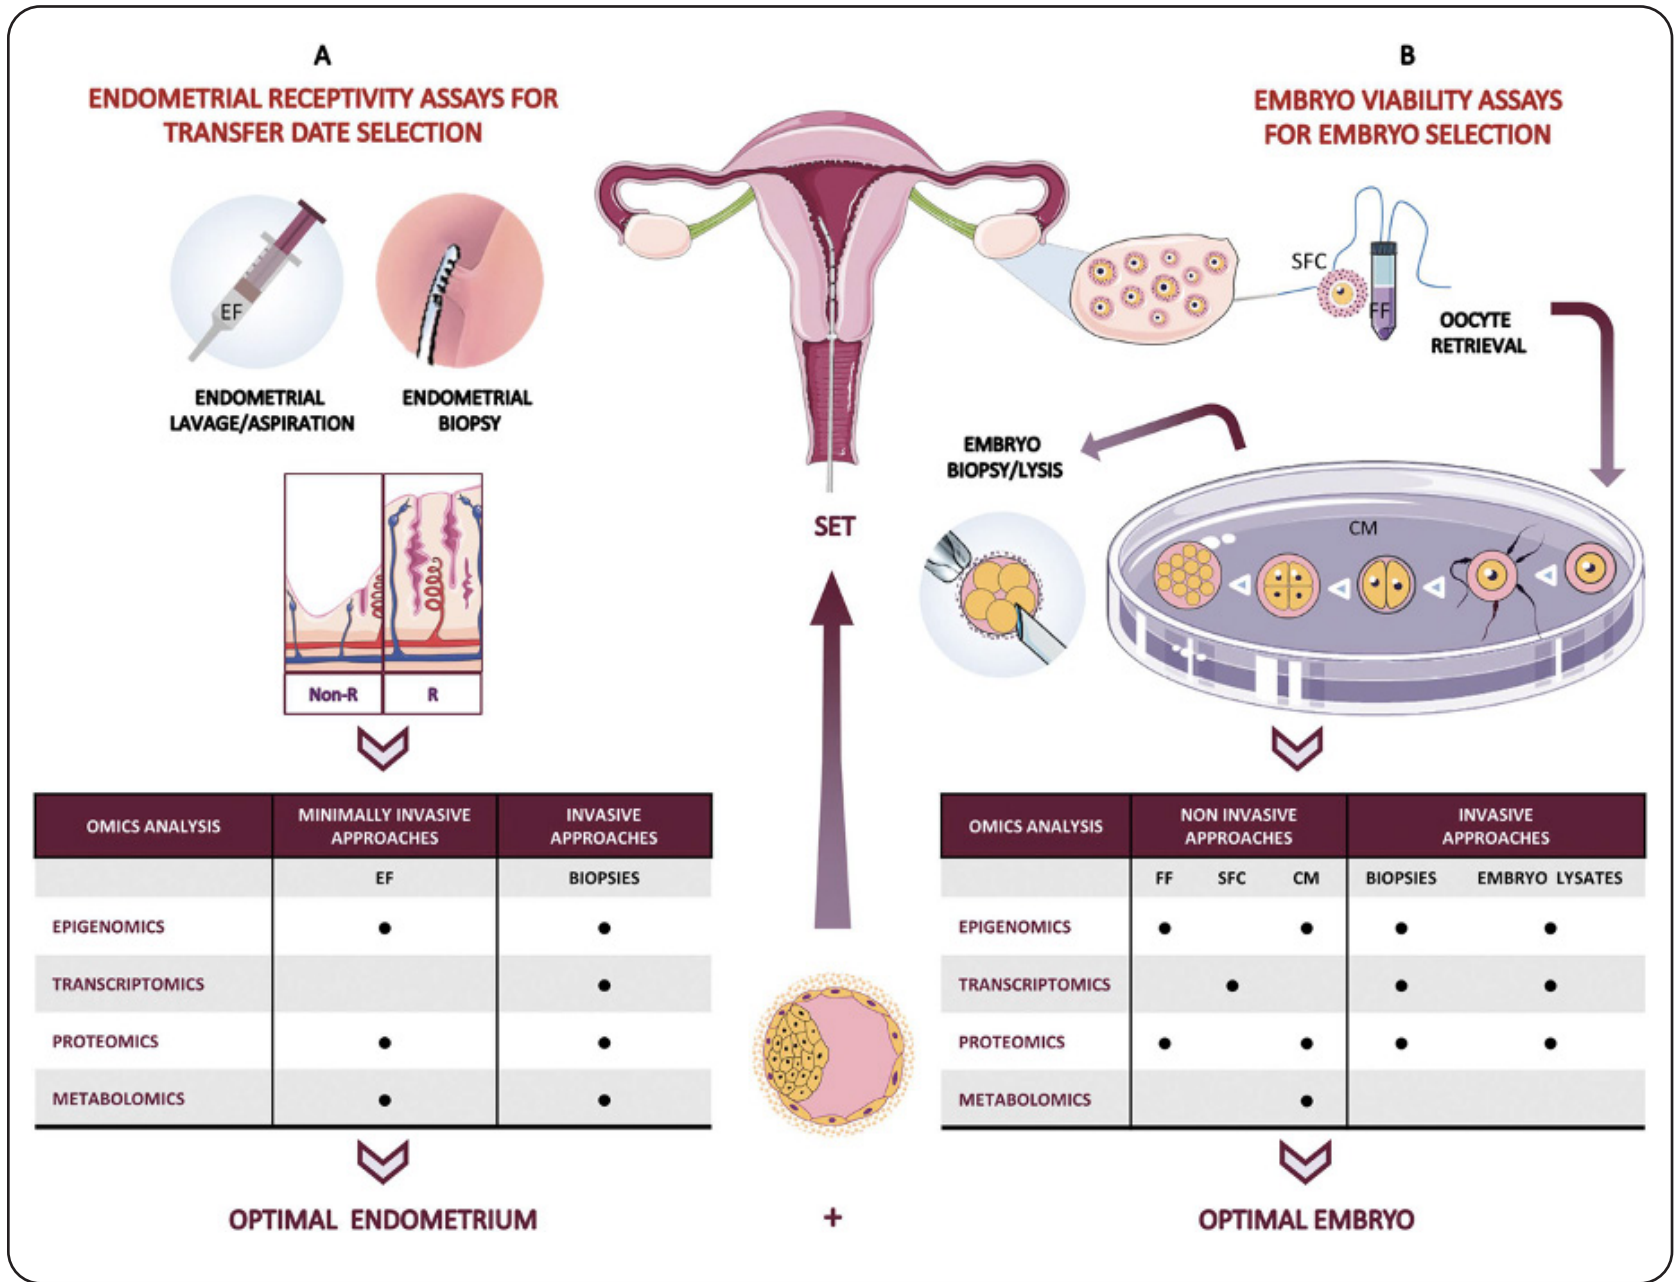 A
ENDOMETRIAL RECEPTIVITY ASSAYS FOR
TRANSFER DATE SELECTION
EF
ENDOMETRIAL
LAVAGE/ASPIRATION
ENDOMETRIAL
BIOPSY
Non-R
R
SET
B
EMBRYO VIABILITY ASSAYS
FOR EMBRYO SELECTION
SFC
FF
OOCYTE
RETRIEVAL
EMBRYO
BIOPSY/LYSIS
CM
OMICS ANALYSIS
MINIMALLY INVASIVE
APPROACHES
INVASIVE
APPROACHES
EF
BIOPSIES
EPIGENOMICS ● ●
TRANSCRIPTOMICS ●
PROTEOMICS ● ●
METABOLOMICS ● ●
OPTIMAL ENDOMETRIUM
+
OMICS ANALYSIS
NON INVASIVE
APPROACHES
INVASIVE
APPROACHES
FF SFC CM BIOPSIES EMBRYO LYSATES
EPIGENOMICS ● ● ● ●
TRANSCRIPTOMICS ● ● ●
PROTEOMICS ● ● ● ●
METABOLOMICS ●
OPTIMAL EMBRYO